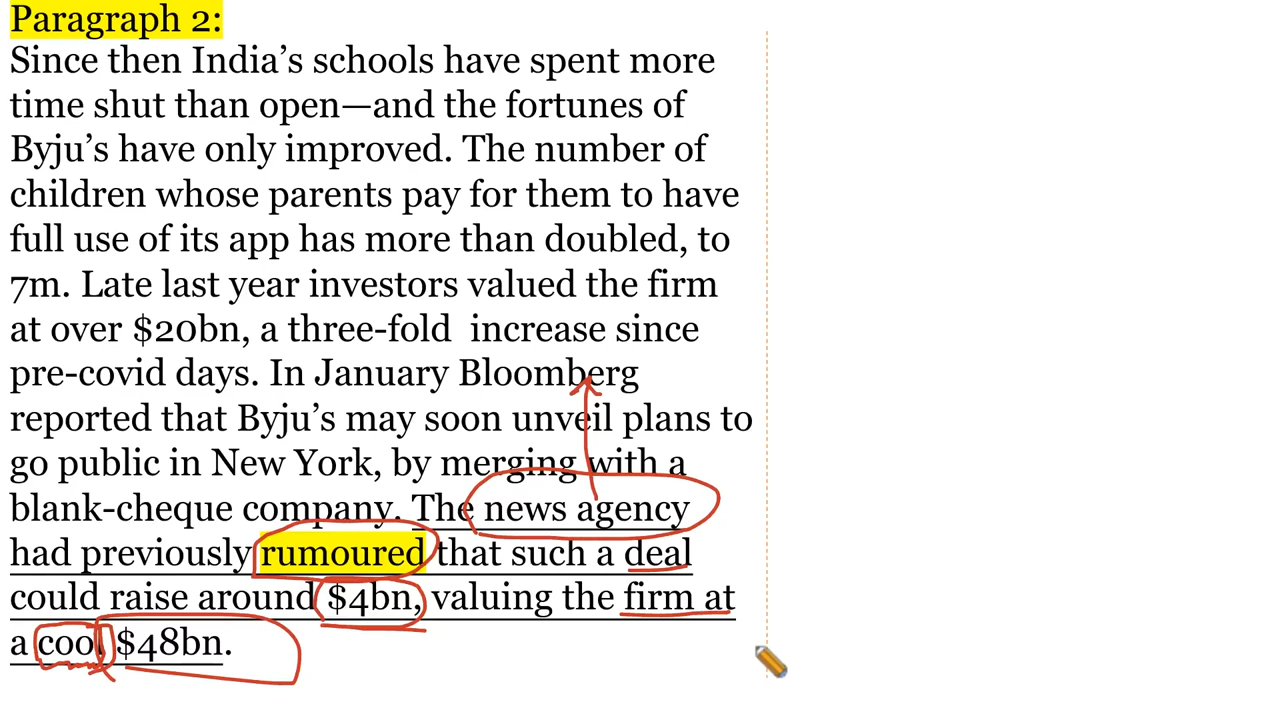 Paragraph 2:
Since then India’s schools have spent more
time shut than open—and the fortunes of
Byju’s have only improved. The number of
children whose parents pay for them to have
full use of its app has more than doubled, to
7m. Late last year investors valued the firm
at over $20bn, a three-fold increase since
pre-covid days. In January Bloomberg
reported that Byju’s may soon unveil plans to
go public in New York, by merging with a
blank-cheque company. The news agency
had previously rumoured that such a deal
could raise around $4bn, valuing the firm at
a cool $48bn.